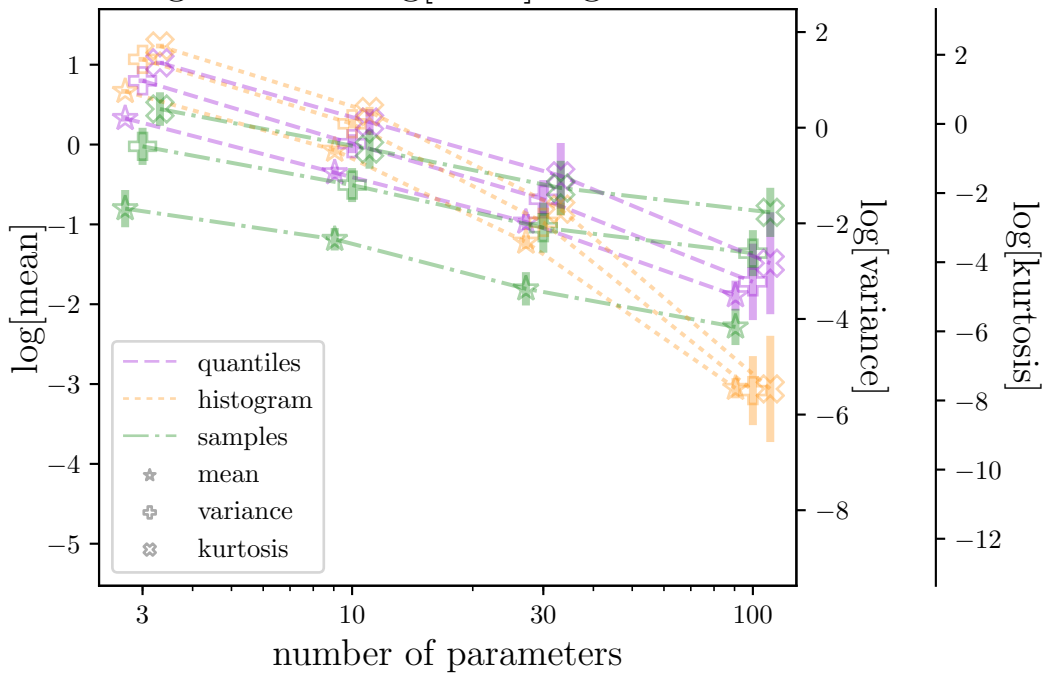 1
0
−1
−2
−3
−4
−5
log[mean]
quantiles
histogram
samples
mean
variance
kurtosis
3
10
30
100
number of parameters
2
0
−2
−4
−6
−8
log[variance]
2
0
−2
−4
−6
−8
−10
−12
log[kurtosis]